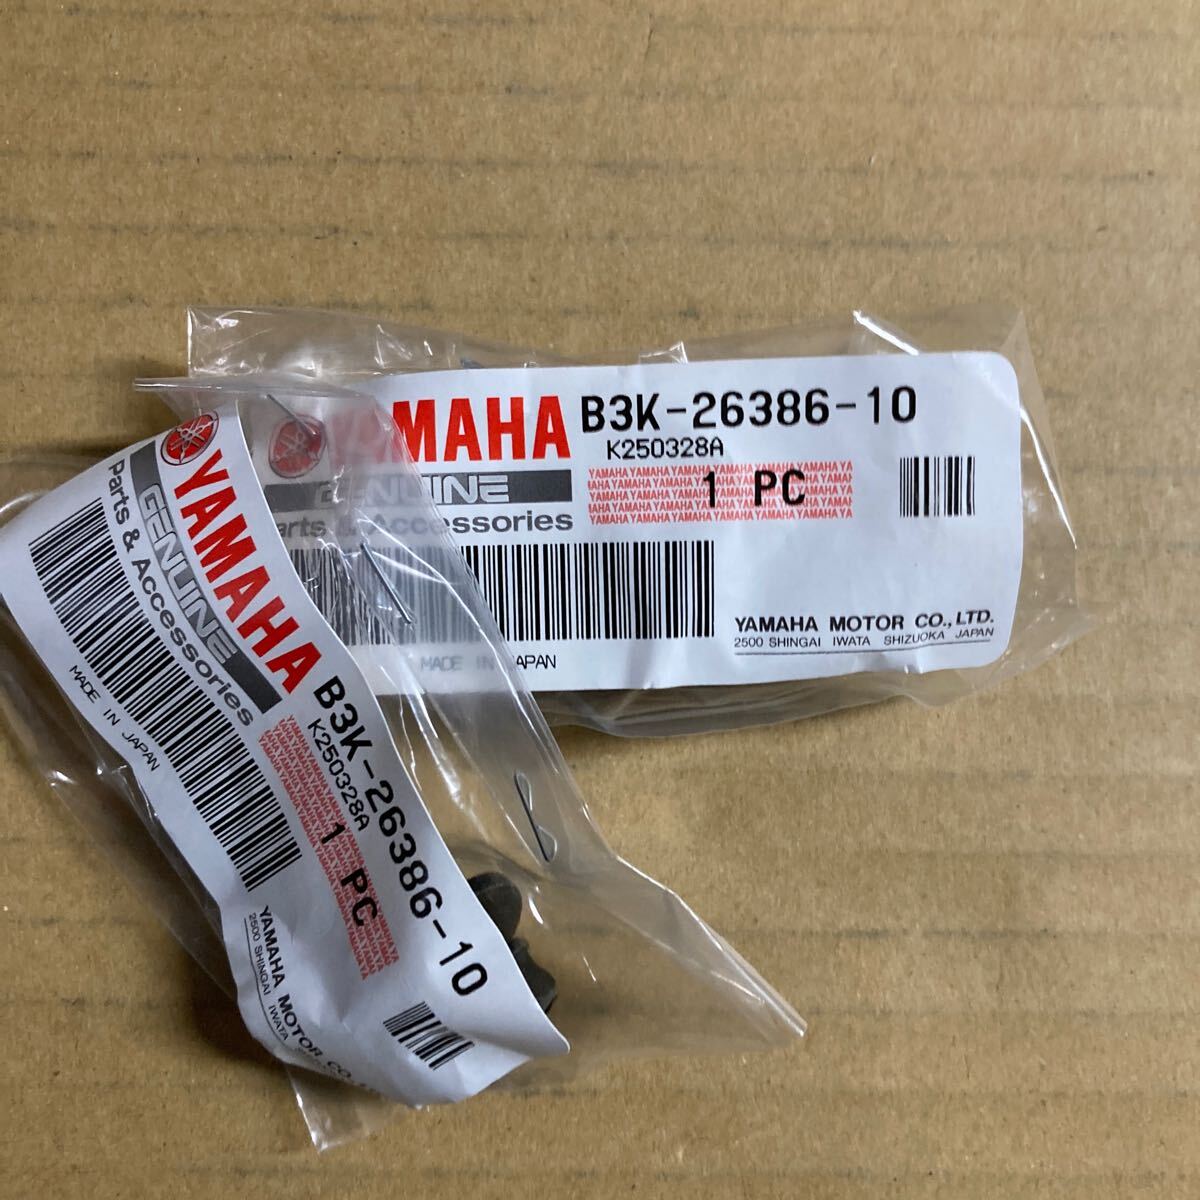 YAMAHA
GENUINE
Parts & Accessories
MADE IN JAPAN
B3K-26386-10
K250328A
1 PC
YAMAHA MOTOR CO.,LTD.
2500 SHINGAI IWATA SHIZUOKA JAPAN
YAMAHA
GENUINE
Parts & Accessories
MADE IN JAPAN
B3K-26386-10
K250328A
1 PC
YAMAHA MOTOR CO.,
2500 SHINGAI IWATA